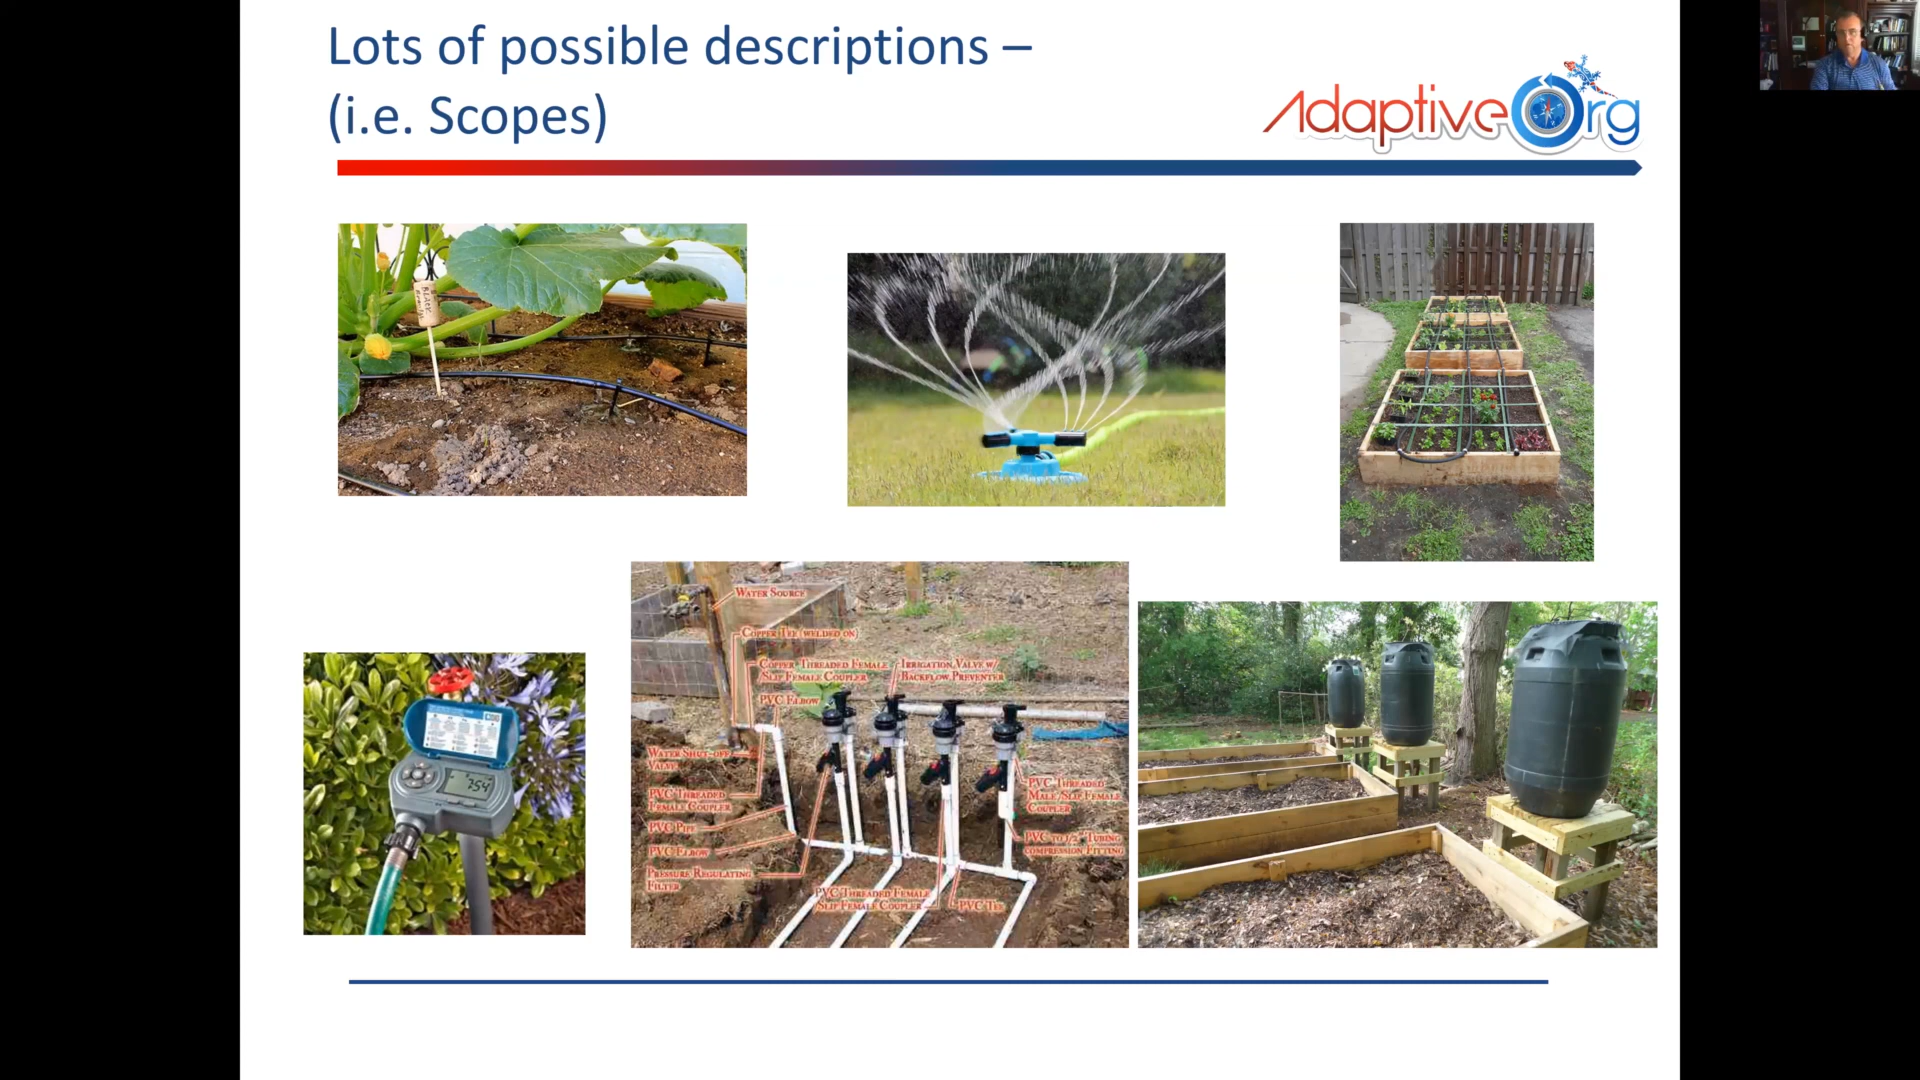 Lots of possible descriptions –
(i.e. Scopes)
AdaptiveOrg
BLACK
7:54
WATER SOURCE
COPPER TEE (WELDED ON)
COPPER THREADED FEMALE
/SLIP FEMALE COUPLER
IRRIGATION VALVE W/
BACKFLOW PREVENTER
PVC ELBOW
WATER SHUT-OFF
VALVE
PVC THREADED
FEMALE COUPLER
PVC PIPE
PVC ELBOW
PRESSURE REGULATING
FILTER
PVC THREADED
MALE/SLIP FEMALE
COUPLER
PVC TO 1/2" TUBING
COMPRESSION FITTING
PVC THREADED FEMALE
/SLIP FEMALE COUPLER
PVC TEE